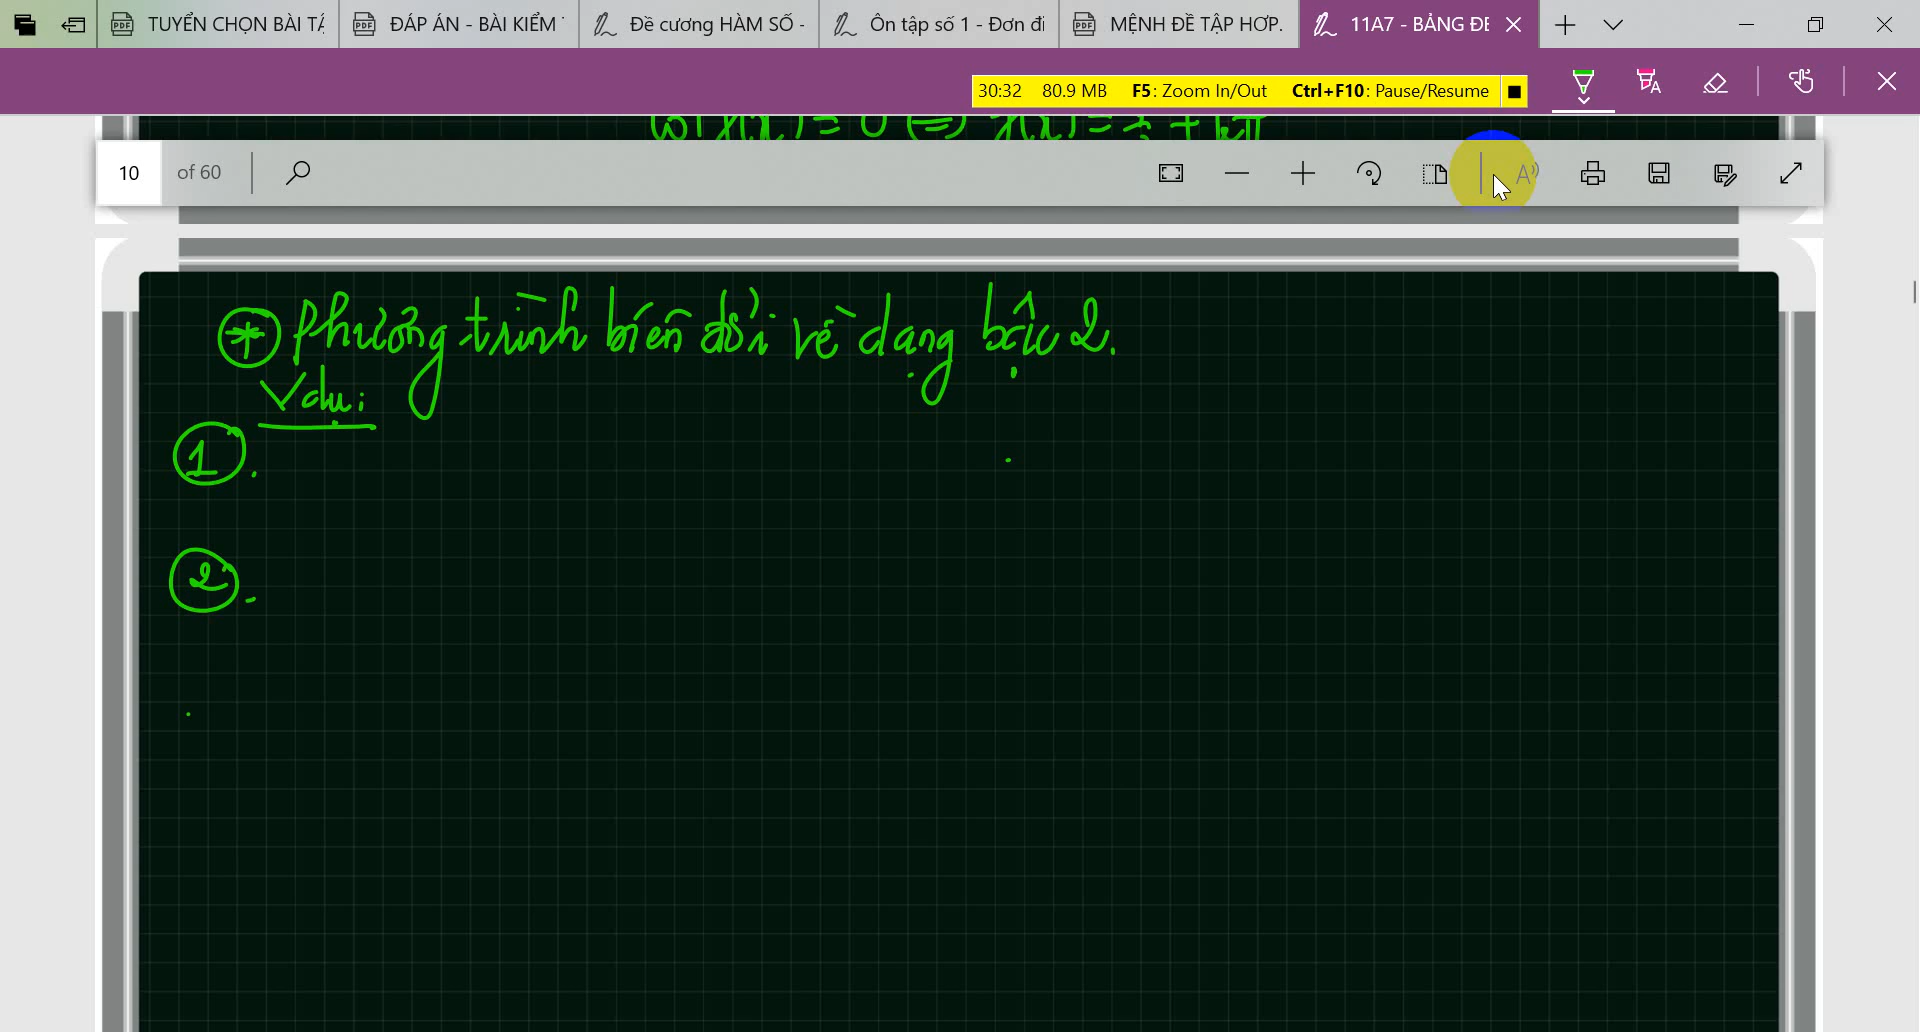 TUYỂN CHỌN BÀI TẬ
ĐÁP ÁN - BÀI KIỂM
Đề cương HÀM SỐ -
Ôn tập số 1 - Đơn đi
MỆNH ĐỀ TẬP HỢP.
11A7 - BẢNG ĐE
30:32 80.9 MB F5: Zoom In/Out Ctrl+F10: Pause/Resume
10 of 60
* Phương trình biến đổi về dạng bậc 2.
Vdụ:
1.
2.